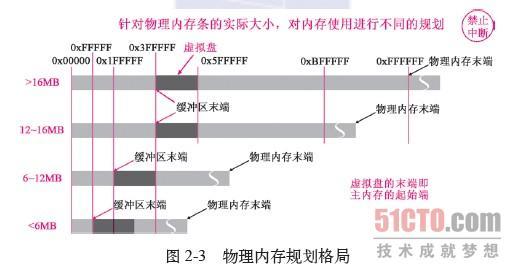 针对物理内存条的实际大小，对内存使用进行不同的规划
禁止
中断
0xFFFFF
0x3FFFFF
虚拟盘
0x00000
0x1FFFFF
0x5FFFFF
0xBFFFFF
0xFFFFFF
物理内存末端
>16MB
缓冲区末端
物理内存末端
12~16MB
缓冲区末端
物理内存末端
6~12MB
缓冲区末端
物理内存末端
<6MB
虚拟盘的末端即
主内存的起始端
51CTO.com
技术成就梦想
图 2-3 物理内存规划格局